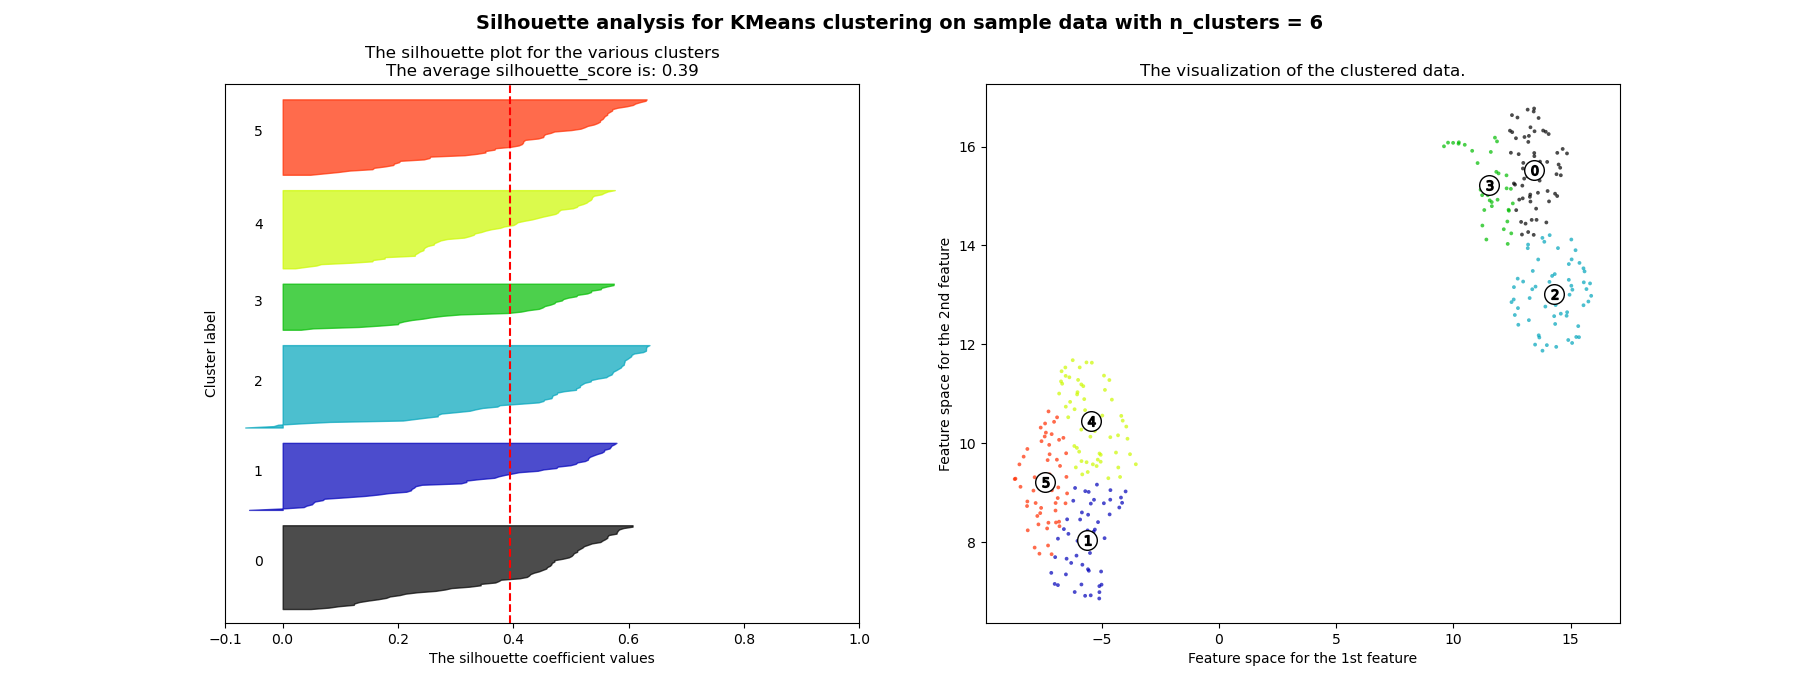 Silhouette analysis for KMeans clustering on sample data with n_clusters = 6
The silhouette plot for the various clusters
The average silhouette_score is: 0.39
5
4
3
2
1
0
Cluster label
−0.1 0.0 0.2 0.4 0.6 0.8 1.0
The silhouette coefficient values
The visualization of the clustered data.
16
14
12
10
8
Feature space for the 2nd feature
0
3
2
4
5
1
−5 0 5 10 15
Feature space for the 1st feature